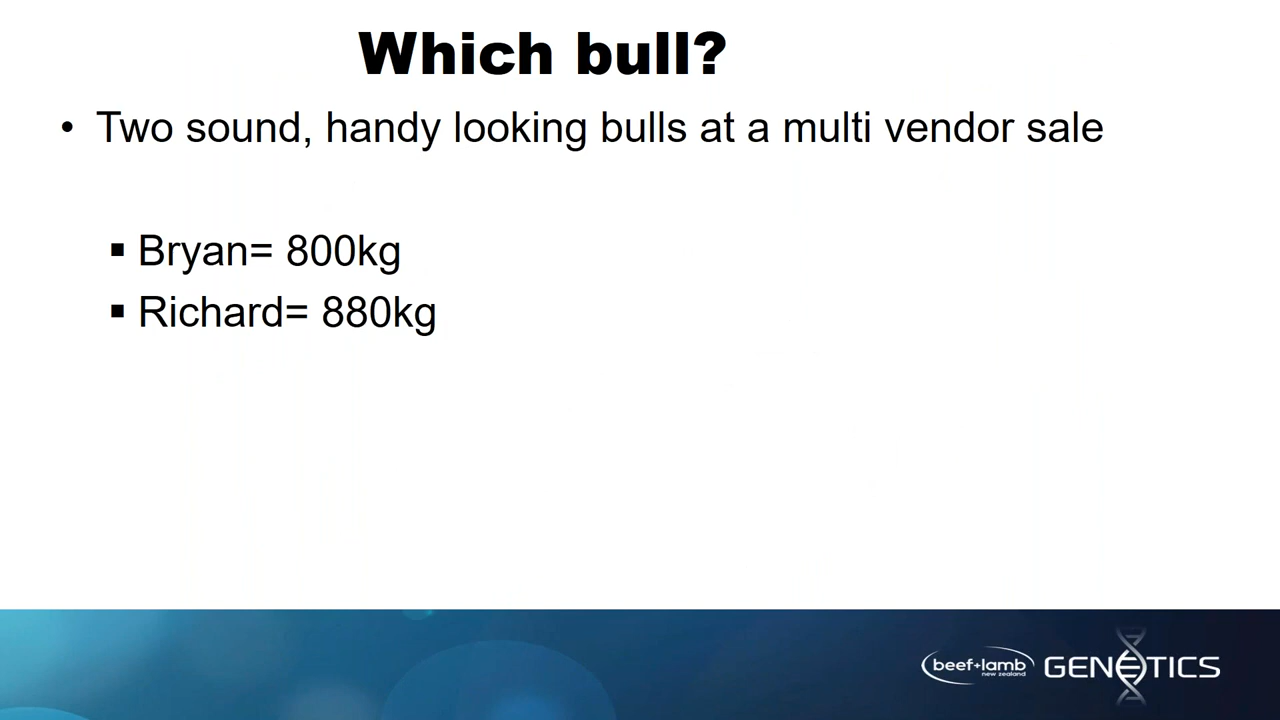 Which bull?
• Two sound, handy looking bulls at a multi vendor sale
▪ Bryan= 800kg
▪ Richard= 880kg
beef+lamb GENETICS
new zealand